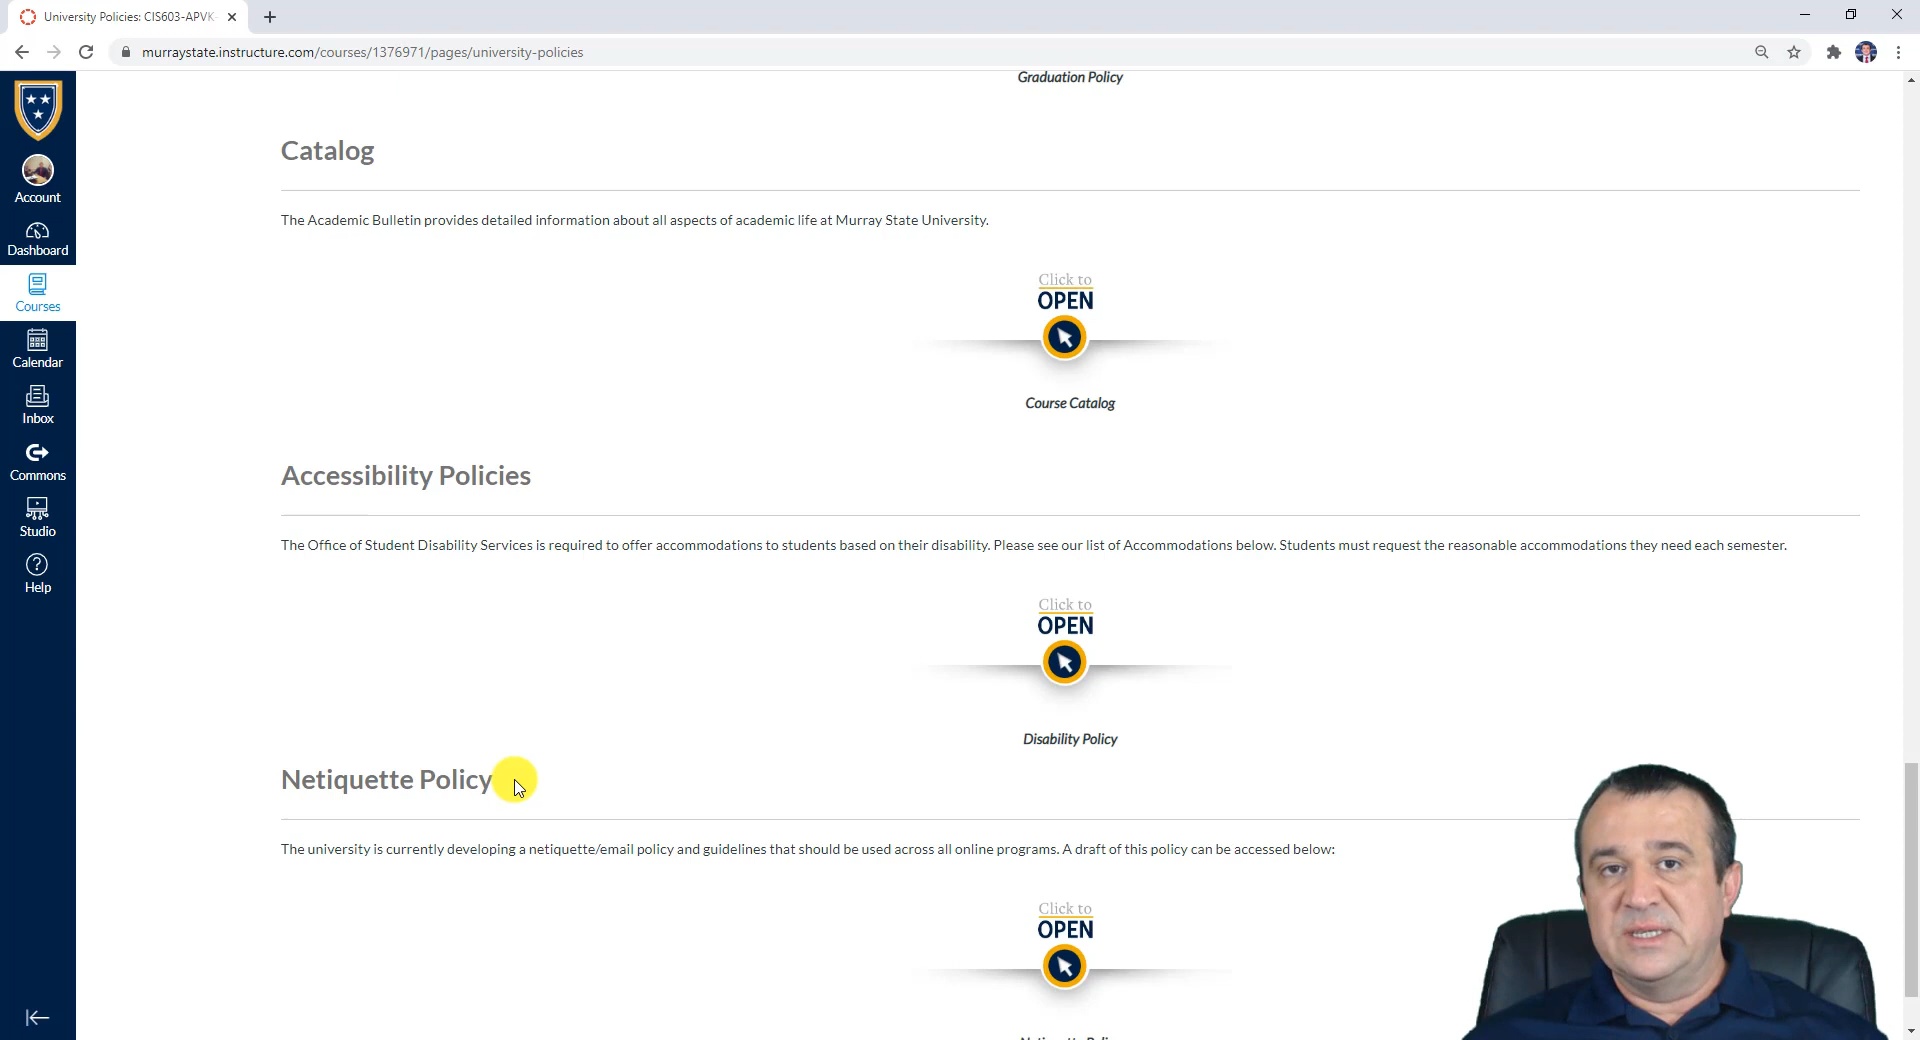 University Policies: CIS603-APVK
murraystate.instructure.com/courses/1376971/pages/university-policies
Graduation Policy
Account
Dashboard
Courses
Calendar
Inbox
Commons
Studio
Help
Catalog
The Academic Bulletin provides detailed information about all aspects of academic life at Murray State University.
Click to
OPEN
Course Catalog
Accessibility Policies
The Office of Student Disability Services is required to offer accommodations to students based on their disability. Please see our list of Accommodations below. Students must request the reasonable accommodations they need each semester.
Click to
OPEN
Disability Policy
Netiquette Policy
The university is currently developing a netiquette/email policy and guidelines that should be used across all online programs. A draft of this policy can be accessed below:
Click to
OPEN